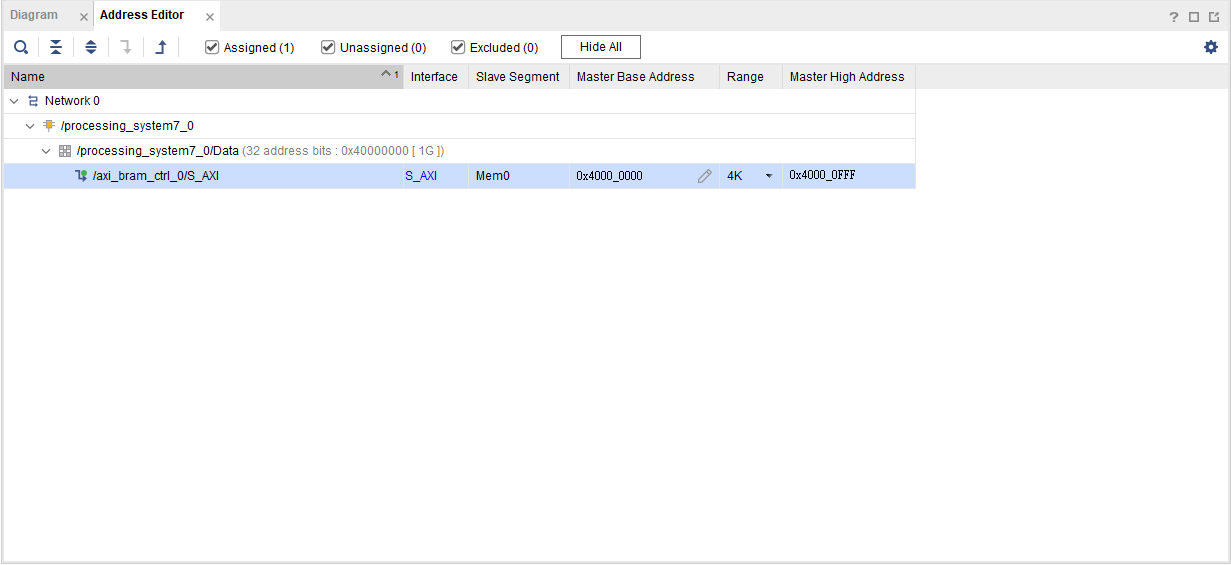 Diagram Address Editor
Assigned (1) Unassigned (0) Excluded (0) Hide All
Name 1 Interface Slave Segment Master Base Address Range Master High Address
Network 0
/processing_system7_0
/processing_system7_0/Data (32 address bits : 0x40000000 [ 1G ])
/axi_bram_ctrl_0/S_AXI S_AXI Mem0 0x4000_0000 4K 0x4000_0FFF